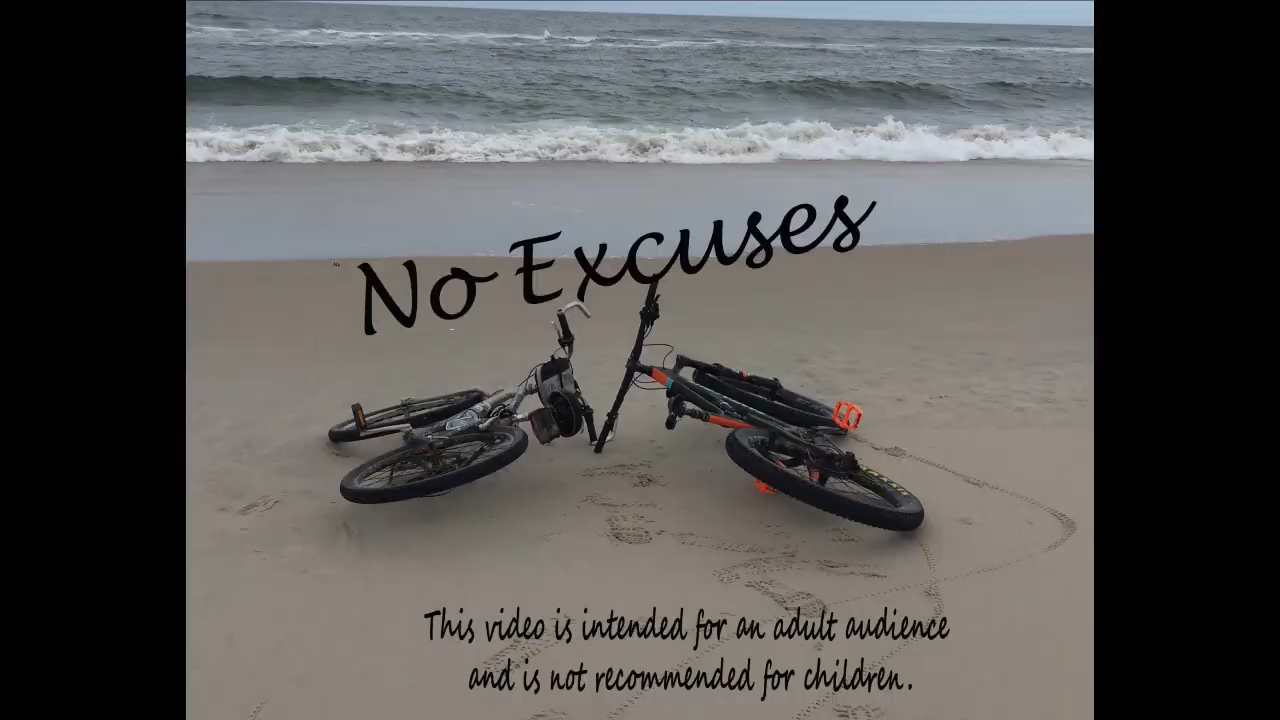 No Excuses
This video is intended for an adult audience
and is not recommended for children.